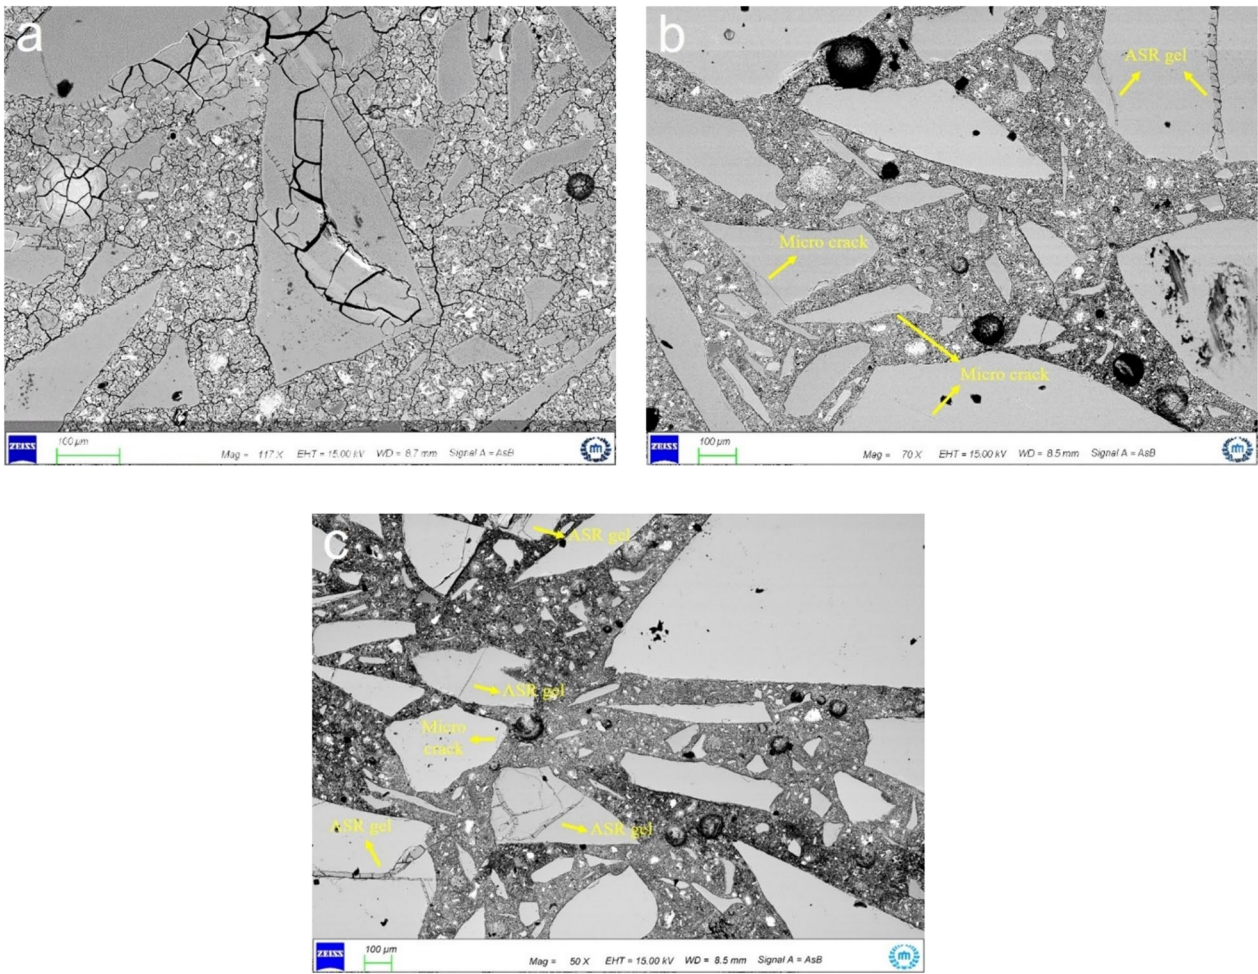 a
b
ASR gel
Micro crack
Micro crack
ZEISS
100 µm
Mag = 117 X EHT = 15.00 kV WD = 8.7 mm Signal A = AsB
ZEISS
100 µm
Mag = 70 X EHT = 15.00 kV WD = 8.5 mm Signal A = AsB
c
ASR gel
ASR gel
Micro
crack
ASR gel
ASR gel
ZEISS
100 µm
Mag = 50 X EHT = 15.00 kV WD = 8.5 mm Signal A = AsB